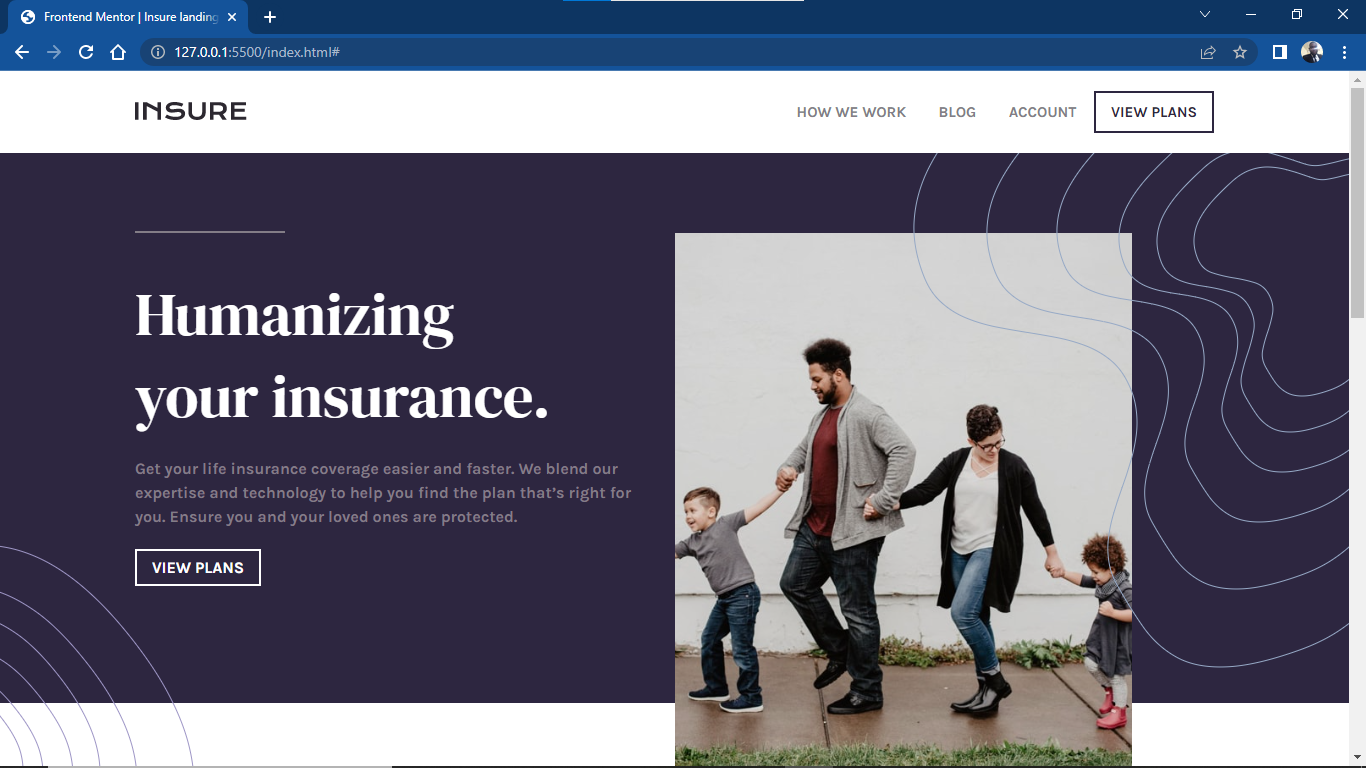 Frontend Mentor | Insure landing
127.0.0.1:5500/index.html#
INSURE
HOW WE WORK
BLOG
ACCOUNT
VIEW PLANS
Humanizing
your insurance.
Get your life insurance coverage easier and faster. We blend our
expertise and technology to help you find the plan that’s right for
you. Ensure you and your loved ones are protected.
VIEW PLANS